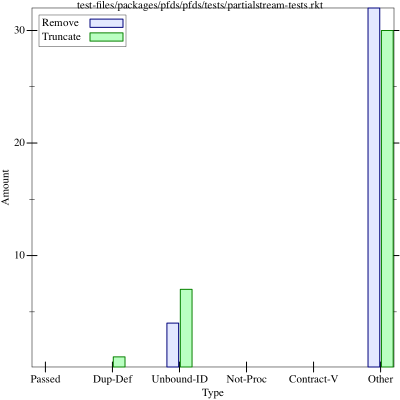 test-files/packages/pfds/pfds/tests/partialstream-tests.rkt
Remove
Truncate
30
20
10
Amount
Passed Dup-Def Unbound-ID Not-Proc Contract-V Other
Type